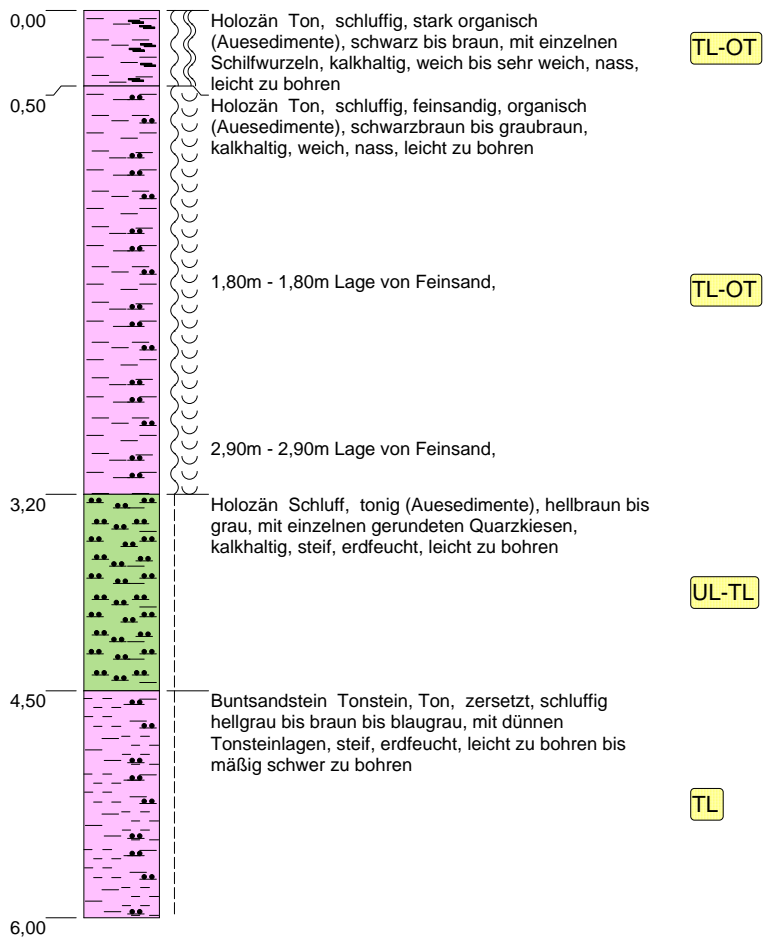 0,00
Holozän Ton, schluffig, stark organisch
(Auesedimente), schwarz bis braun, mit einzelnen
Schilfwurzeln, kalkhaltig, weich bis sehr weich, nass,
leicht zu bohren
TL-OT
0,50
Holozän Ton, schluffig, feinsandig, organisch
(Auesedimente), schwarzbraun bis graubraun,
kalkhaltig, weich, nass, leicht zu bohren
1,80m - 1,80m Lage von Feinsand,
TL-OT
2,90m - 2,90m Lage von Feinsand,
3,20
Holozän Schluff, tonig (Auesedimente), hellbraun bis
grau, mit einzelnen gerundeten Quarzkiesen,
kalkhaltig, steif, erdfeucht, leicht zu bohren
UL-TL
4,50
Buntsandstein Tonstein, Ton, zersetzt, schluffig
hellgrau bis braun bis blaugrau, mit dünnen
Tonsteinlagen, steif, erdfeucht, leicht zu bohren bis
mäßig schwer zu bohren
TL
6,00